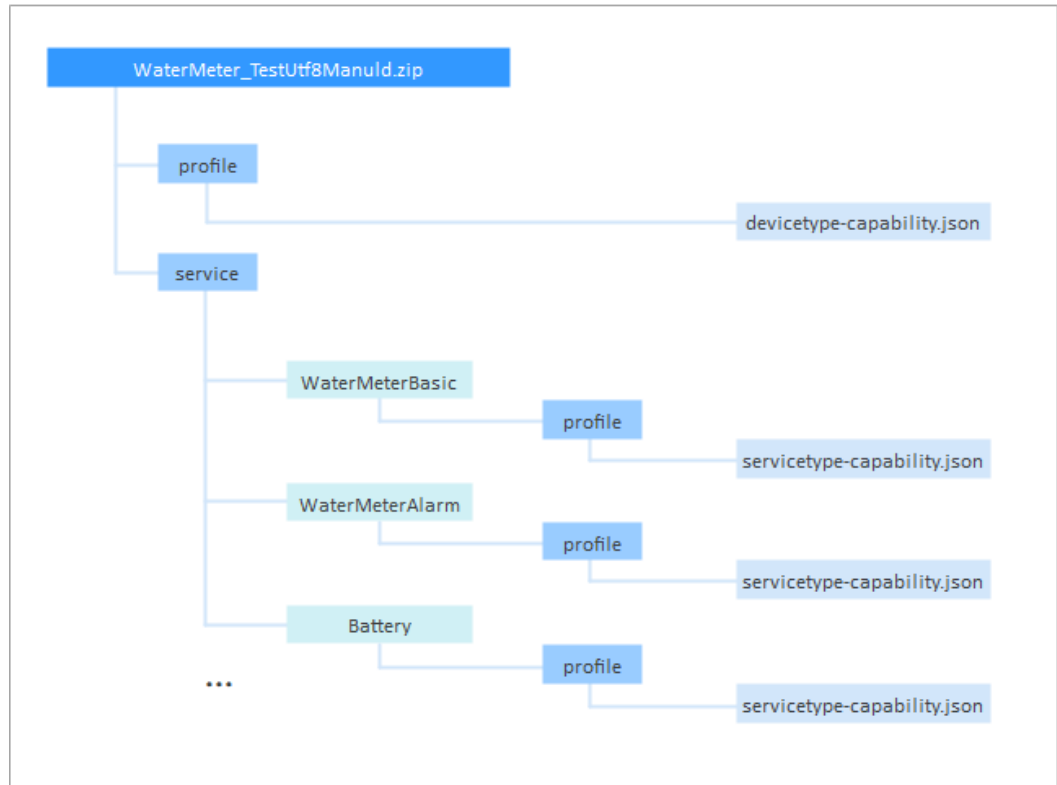 WaterMeter_TestUtf8ManuId.zip
profile
devicetype-capability.json
service
WaterMeterBasic
profile
servicetype-capability.json
WaterMeterAlarm
profile
servicetype-capability.json
Battery
profile
servicetype-capability.json
...